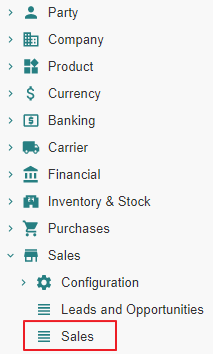 Party
Company
Product
Currency
Banking
Carrier
Financial
Inventory & Stock
Purchases
Sales
Configuration
Leads and Opportunities
Sales